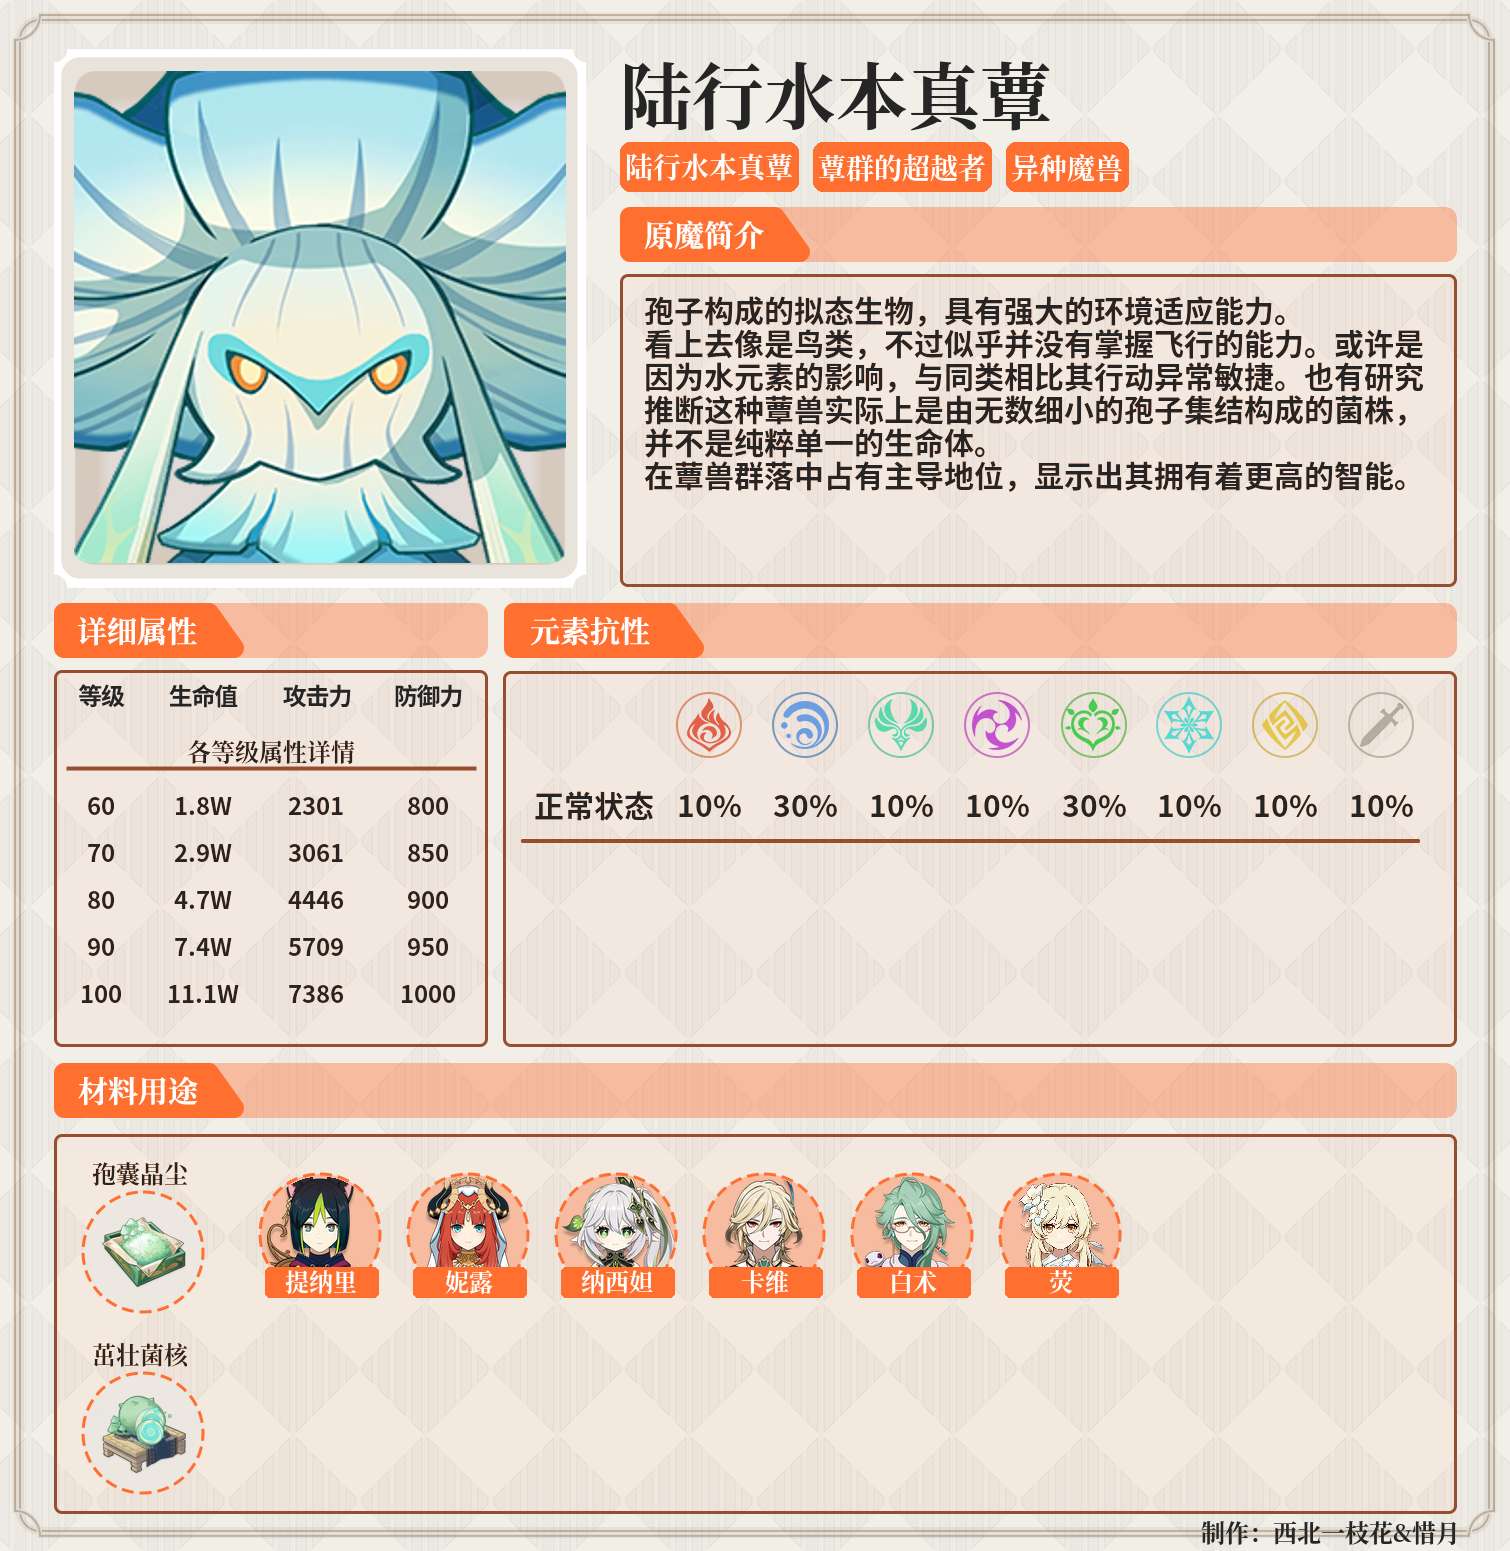 陆行水本真蕈
陆行水本真蕈 蕈群的超越者 异种魔兽
原魔简介
孢子构成的拟态生物，具有强大的环境适应能力。
看上去像是鸟类，不过似乎并没有掌握飞行的能力。或许是
因为水元素的影响，与同类相比其行动异常敏捷。也有研究
推断这种蕈兽实际上是由无数细小的孢子集结构成的菌株，
并不是纯粹单一的生命体。
在蕈兽群落中占有主导地位，显示出其拥有着更高的智能。
详细属性
等级 生命值 攻击力 防御力
各等级属性详情
60 1.8W 2301 800
70 2.9W 3061 850
80 4.7W 4446 900
90 7.4W 5709 950
100 11.1W 7386 1000
元素抗性
正常状态 10% 30% 10% 10% 30% 10% 10% 10%
材料用途
孢囊晶尘
提纳里 妮露 纳西妲 卡维 白术 荧
茁壮菌核
制作：西北一枝花&惜月